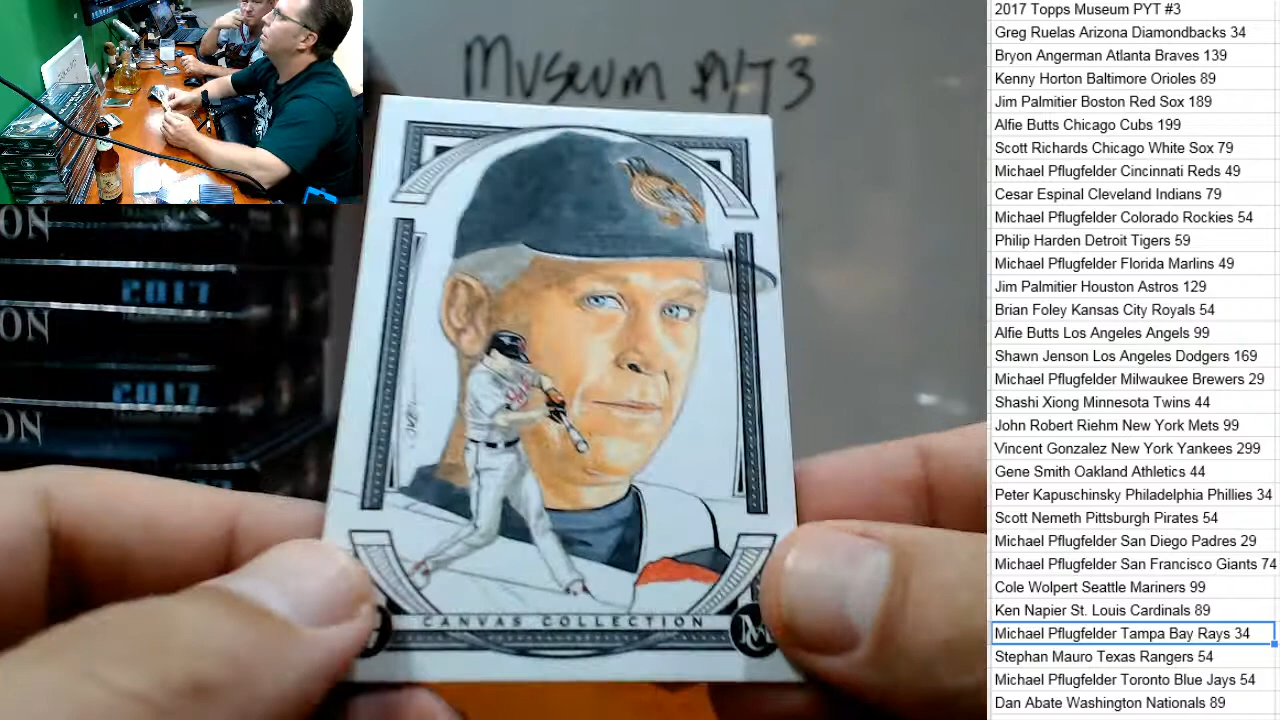 Museum PYT 3
ON
2017
ON
2017
ON
CANVAS COLLECTION
2017 Topps Museum PYT #3
Greg Ruelas Arizona Diamondbacks 34
Bryon Angerman Atlanta Braves 139
Kenny Horton Baltimore Orioles 89
Jim Palmitier Boston Red Sox 189
Alfie Butts Chicago Cubs 199
Scott Richards Chicago White Sox 79
Michael Pflugfelder Cincinnati Reds 49
Cesar Espinal Cleveland Indians 79
Michael Pflugfelder Colorado Rockies 54
Philip Harden Detroit Tigers 59
Michael Pflugfelder Florida Marlins 49
Jim Palmitier Houston Astros 129
Brian Foley Kansas City Royals 54
Alfie Butts Los Angeles Angels 99
Shawn Jenson Los Angeles Dodgers 169
Michael Pflugfelder Milwaukee Brewers 29
Shashi Xiong Minnesota Twins 44
John Robert Riehm New York Mets 99
Vincent Gonzalez New York Yankees 299
Gene Smith Oakland Athletics 44
Peter Kapuschinsky Philadelphia Phillies 34
Scott Nemeth Pittsburgh Pirates 54
Michael Pflugfelder San Diego Padres 29
Michael Pflugfelder San Francisco Giants 74
Cole Wolpert Seattle Mariners 99
Ken Napier St. Louis Cardinals 89
Michael Pflugfelder Tampa Bay Rays 34
Stephan Mauro Texas Rangers 54
Michael Pflugfelder Toronto Blue Jays 54
Dan Abate Washington Nationals 89